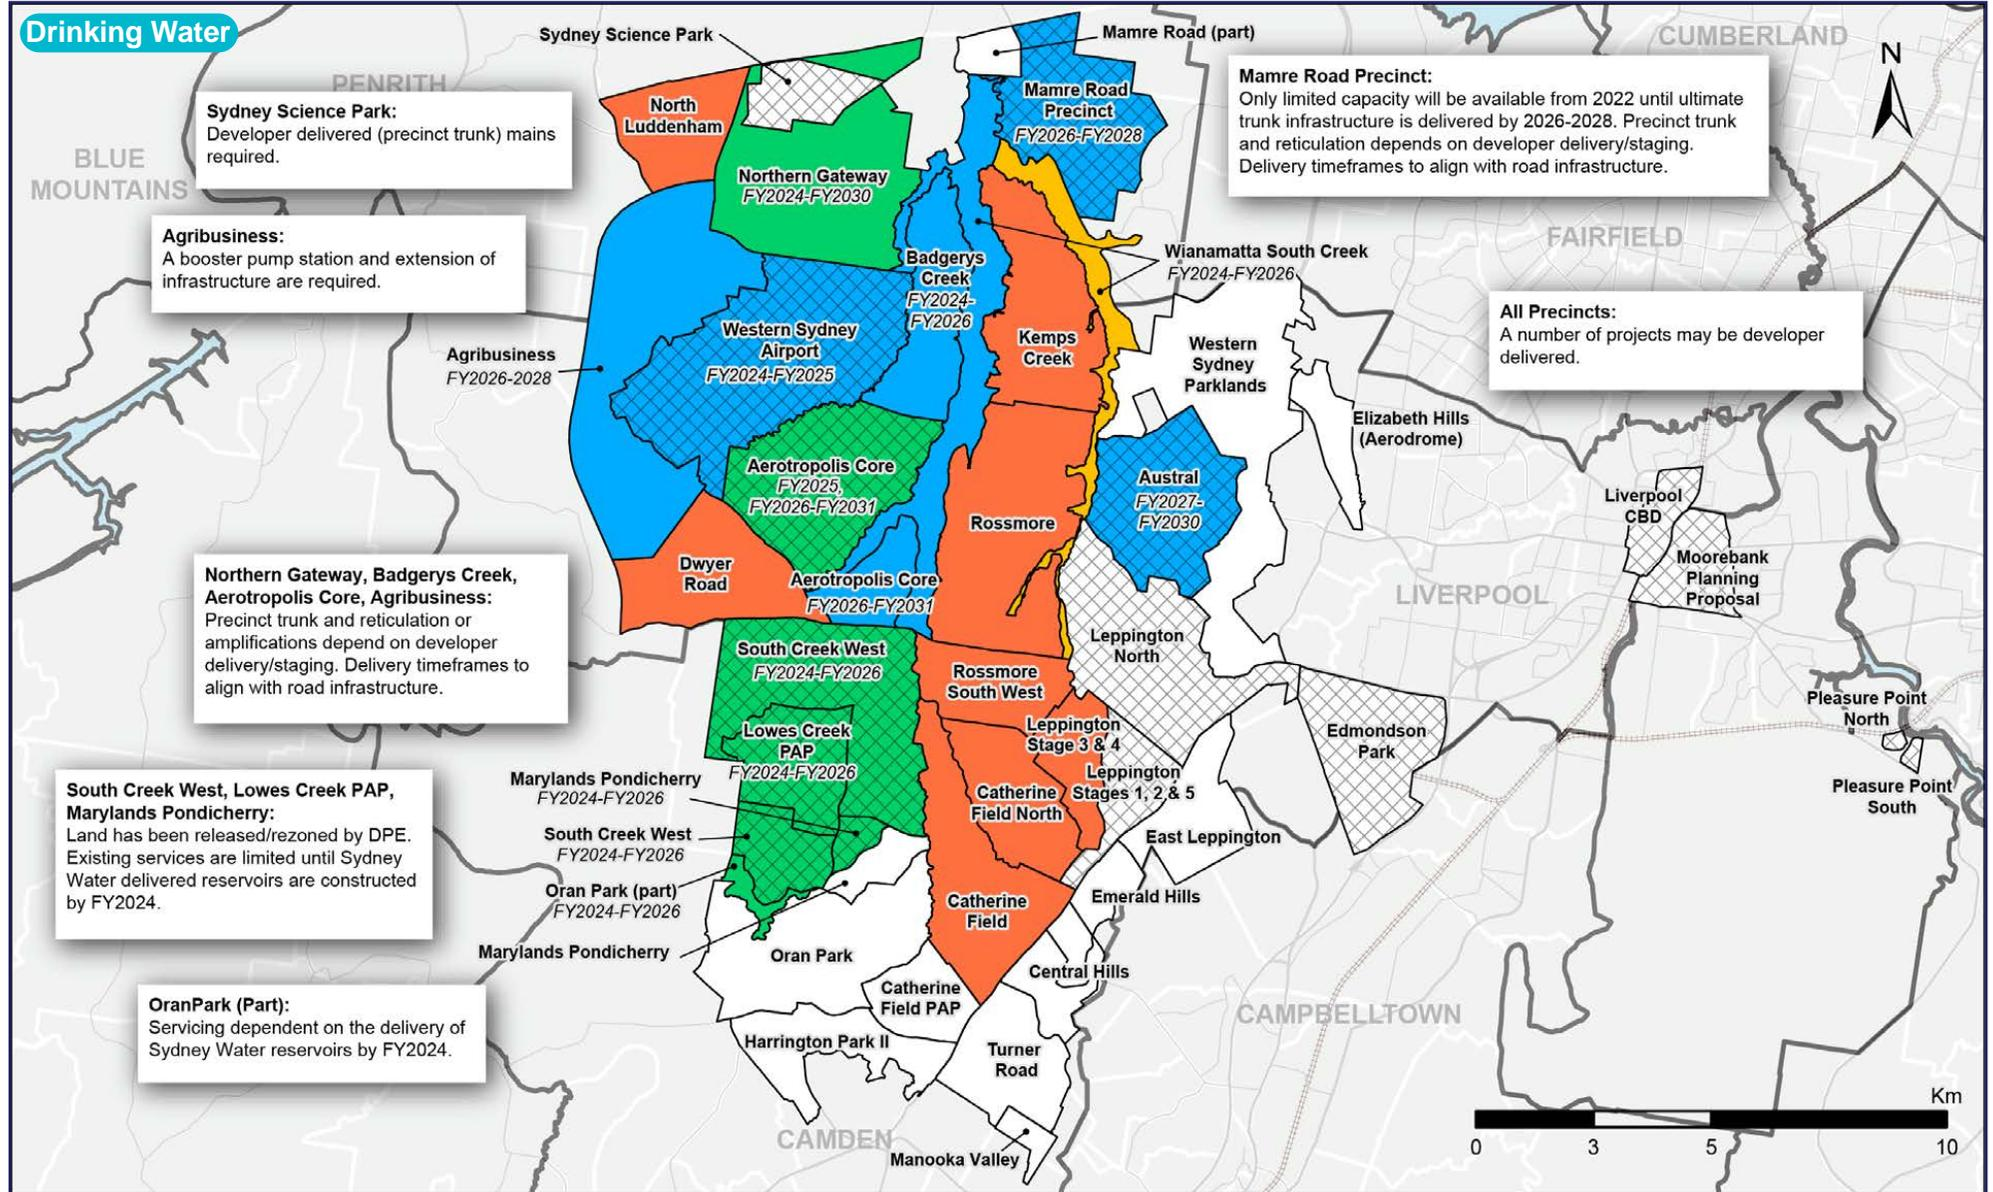 Drinking Water
Sydney Science Park
Mamre Road (part)
CUMBERLAND
N
PENRITH
Sydney Science Park:
Developer delivered (precinct trunk) mains
required.
North
Luddenham
Mamre Road
Precinct
FY2026-FY2028
Mamre Road Precinct:
Only limited capacity will be available from 2022 until ultimate
trunk infrastructure is delivered by 2026-2028. Precinct trunk
and reticulation depends on developer delivery/staging.
Delivery timeframes to align with road infrastructure.
BLUE
MOUNTAINS
Northern Gateway
FY2024-FY2030
Agribusiness:
A booster pump station and extension of
infrastructure are required.
FAIRFIELD
Badgerys
Creek
FY2024-
FY2026
Wianamatta South Creek
FY2024-FY2026
All Precincts:
A number of projects may be developer
delivered.
Western Sydney
Airport
FY2024-FY2025
Kemps
Creek
Western
Sydney
Parklands
Agribusiness
FY2026-2028
Elizabeth Hills
(Aerodrome)
Aerotropolis Core
FY2025,
FY2026-FY2031
Austral
FY2027-
FY2030
Rossmore
Liverpool
CBD
Moorebank
Planning
Proposal
Northern Gateway, Badgerys Creek,
Aerotropolis Core, Agribusiness:
Precinct trunk and reticulation or
amplifications depend on developer
delivery/staging. Delivery timeframes to
align with road infrastructure.
Dwyer
Road
Aerotropolis Core
FY2026-FY2031
LIVERPOOL
South Creek West
FY2024-FY2026
Leppington
North
Rossmore
South West
Pleasure Point
North
Lowes Creek
PAP
FY2024-FY2026
Leppington
Stage 3 & 4
Edmondson
Park
Marylands Pondicherry
FY2024-FY2026
Catherine
Field North
Leppington
Stages 1, 2 & 5
Pleasure Point
South
South Creek West, Lowes Creek PAP,
Marylands Pondicherry:
Land has been released/rezoned by DPE.
Existing services are limited until Sydney
Water delivered reservoirs are constructed
by FY2024.
South Creek West
FY2024-FY2026
East Leppington
Oran Park (part)
FY2024-FY2026
Catherine
Field
Emerald Hills
Marylands Pondicherry
Oran Park
Central Hills
OranPark (Part):
Servicing dependent on the delivery of
Sydney Water reservoirs by FY2024.
Catherine
Field PAP
CAMPBELLTOWN
Harrington Park II
Turner
Road
CAMDEN
Manooka Valley
Km
0 3 5 10